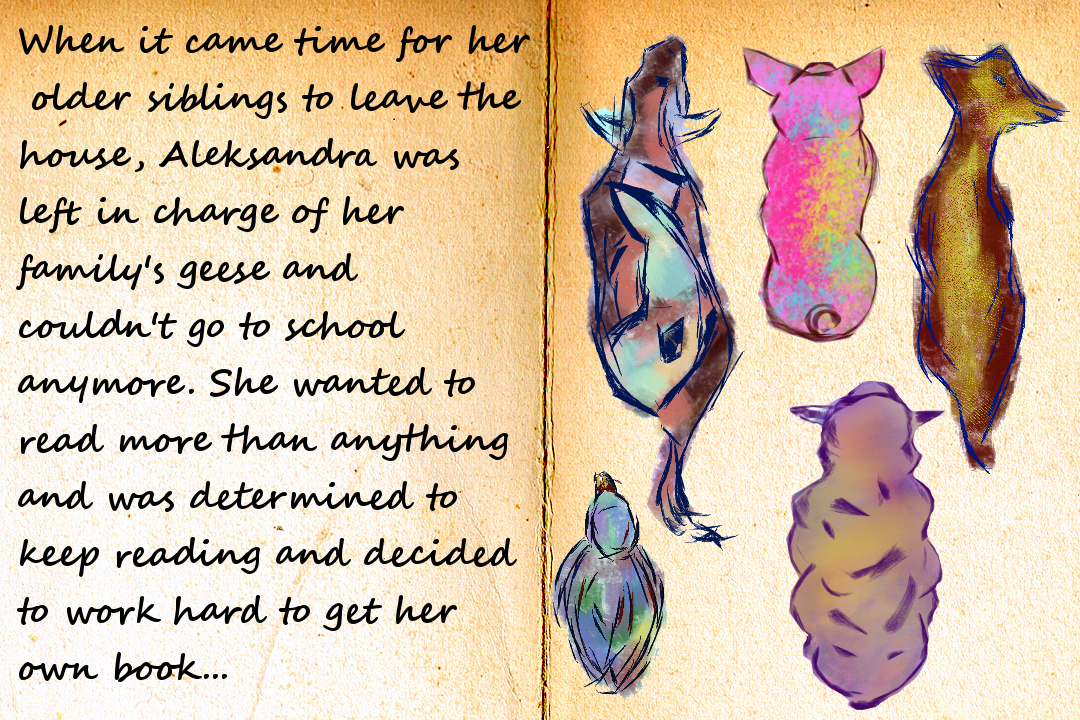 When it came time for her
older siblings to leave the
house, Aleksandra was
left in charge of her
family's geese and
couldn't go to school
anymore. She wanted to
read more than anything
and was determined to
keep reading and decided
to work hard to get her
own book...